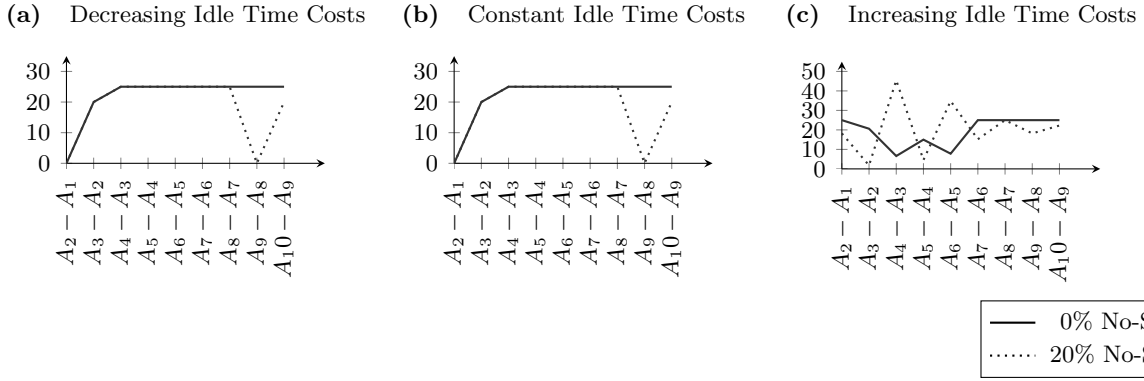 (a) Decreasing Idle Time Costs
30
20
10
0
A₂ − A₁
A₃ − A₂
A₄ − A₃
A₅ − A₄
A₆ − A₅
A₇ − A₆
A₈ − A₇
A₉ − A₈
A₁0 − A₉
(b) Constant Idle Time Costs
30
20
10
0
A₂ − A₁
A₃ − A₂
A₄ − A₃
A₅ − A₄
A₆ − A₅
A₇ − A₆
A₈ − A₇
A₉ − A₈
A₁0 − A₉
(c) Increasing Idle Time Costs
50
40
30
20
10
0
A₂ − A₁
A₃ − A₂
A₄ − A₃
A₅ − A₄
A₆ − A₅
A₇ − A₆
A₈ − A₇
A₉ − A₈
A₁0 − A₉
0% No-S
20% No-S